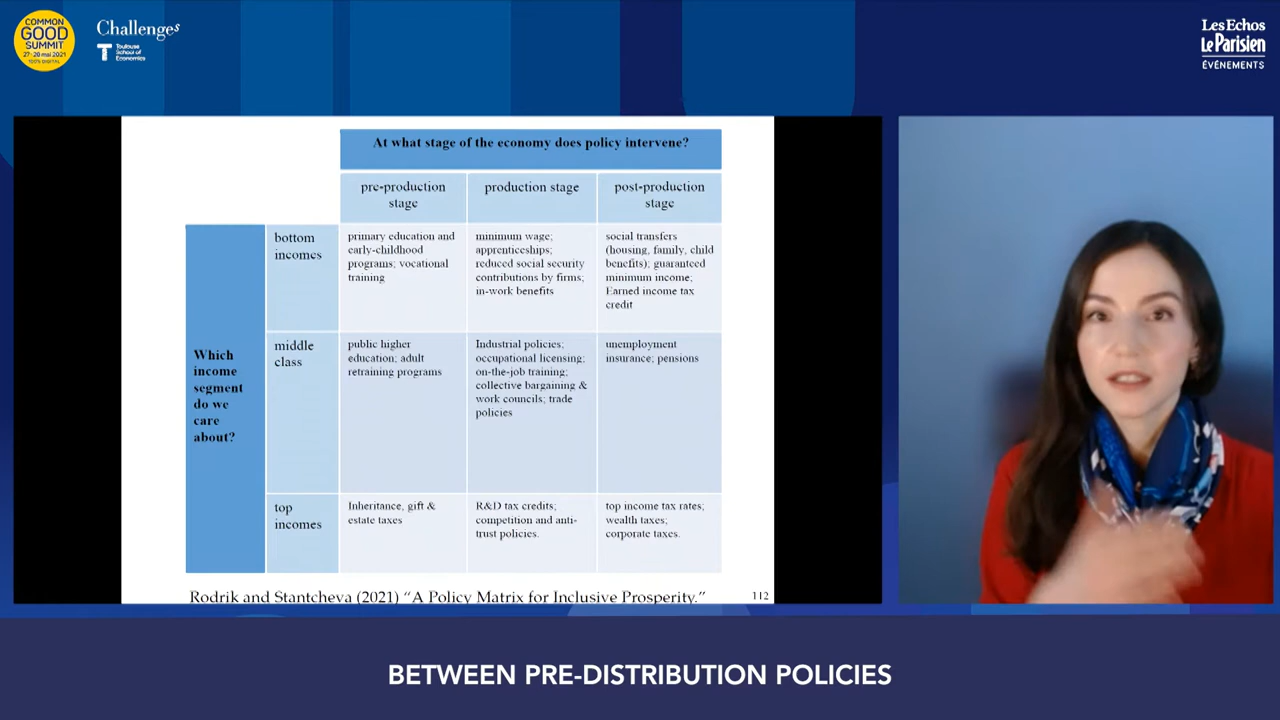 COMMON
GOOD
SUMMIT
27-28 mai 2021
100% DIGITAL
Challenges
Toulouse
School of
Economics
Les Echos
Le Parisien
ÉVÉNEMENTS
At what stage of the economy does policy intervene?
pre-production
stage
production stage
post-production
stage
Which
income
segment
do we
care
about?
bottom
incomes
primary education and
early-childhood
programs; vocational
training
minimum wage;
apprenticeships;
reduced social security
contributions by firms;
in-work benefits
social transfers
(housing, family, child
benefits); guaranteed
minimum income;
Earned income tax
credit
middle
class
public higher
education; adult
retraining programs
Industrial policies;
occupational licensing;
on-the-job training;
collective bargaining &
work councils; trade
policies
unemployment
insurance; pensions
top
incomes
Inheritance, gift &
estate taxes
R&D tax credits;
competition and anti-
trust policies.
top income tax rates;
wealth taxes;
corporate taxes.
Rodrik and Stantcheva (2021) “A Policy Matrix for Inclusive Prosperity.”
112
BETWEEN PRE-DISTRIBUTION POLICIES